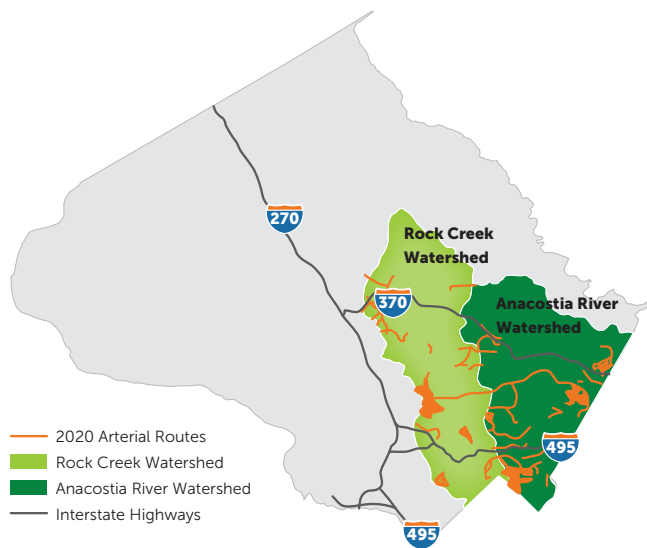 270
Rock Creek
Watershed
370
Anacostia River
Watershed
495
495
2020 Arterial Routes
Rock Creek Watershed
Anacostia River Watershed
Interstate Highways